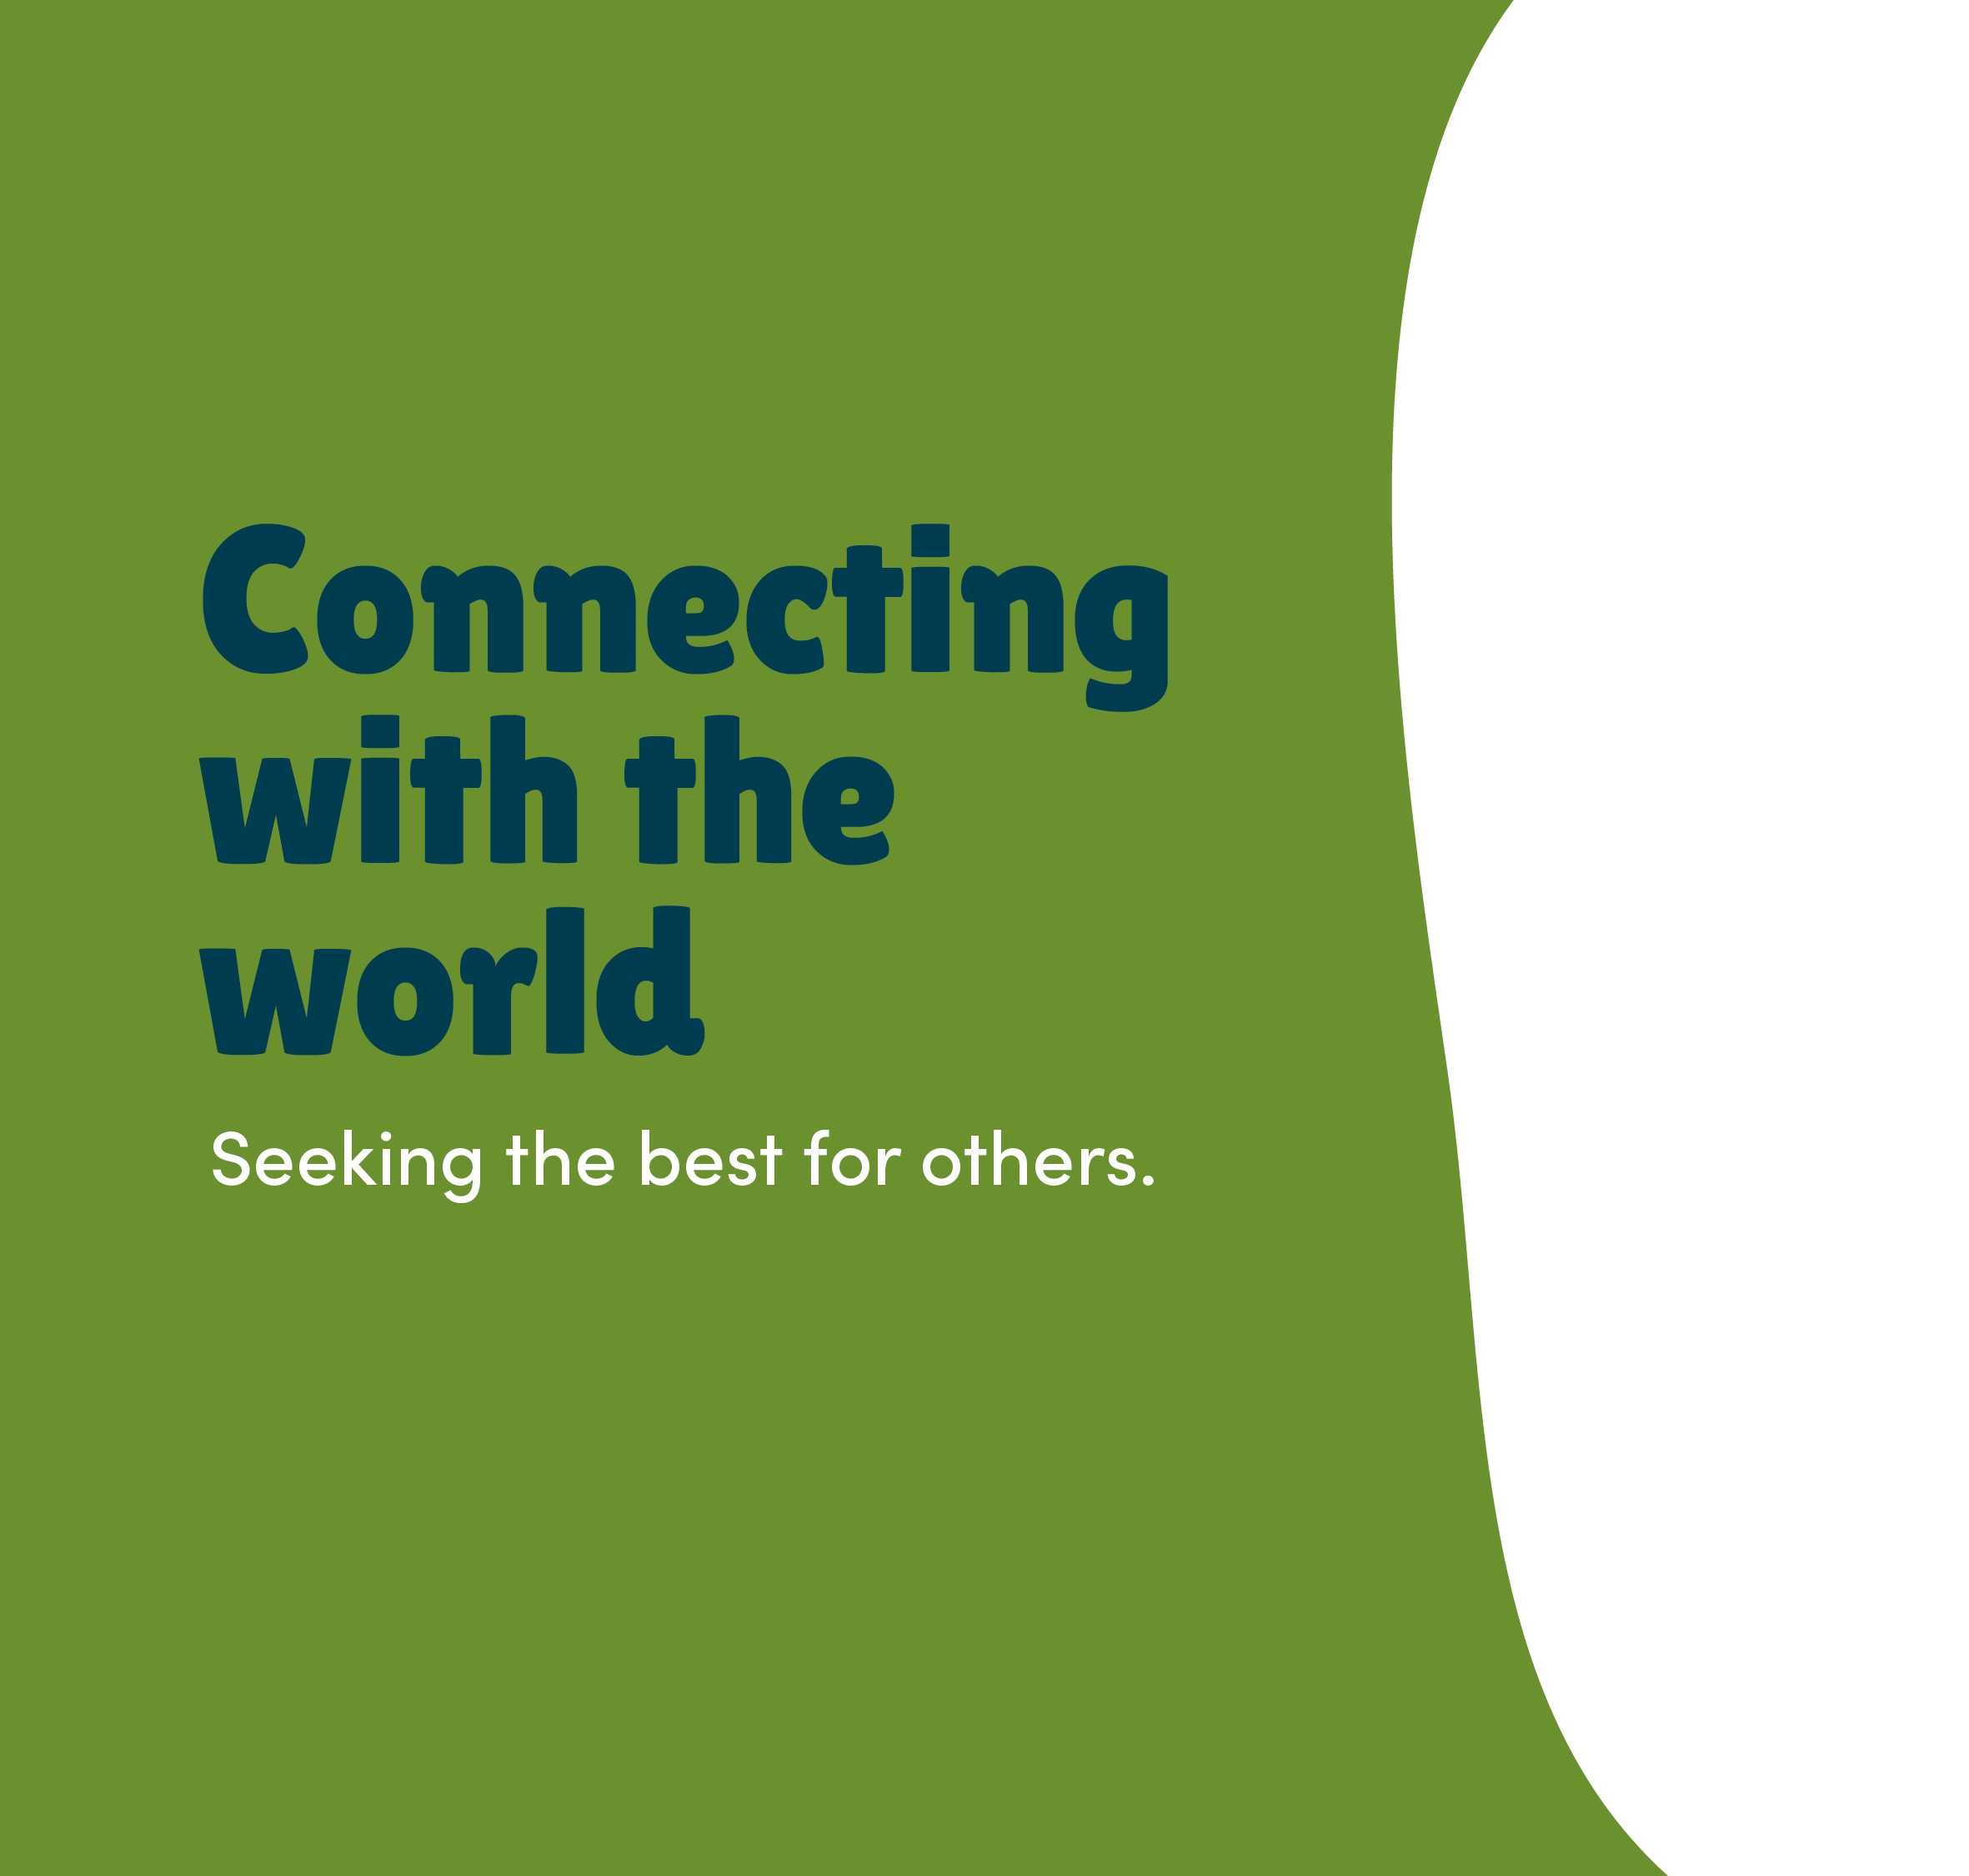 Connecting
with the
world
Seeking the best for others.